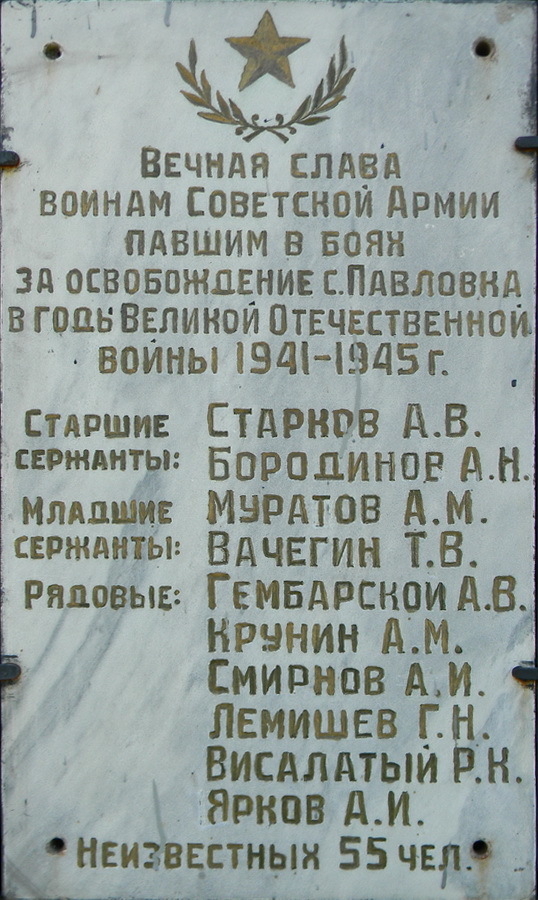 Вечная слава
воинам Советской Армии
павшим в боях
за освобождение с. Павловка
в годы Великой Отечественной
войны 1941-1945 г.
Старшие Старков А.В.
сержанты: Бородинов А.Н.
Младшие Муратов А.М.
сержанты: Вачегин Т.В.
Рядовые: Гембарской А.В.
Крунин А.М.
Смирнов А.И.
Лемишев Г.Н.
Висалатый Р.К.
Ярков А.И.
Неизвестных 55 чел.